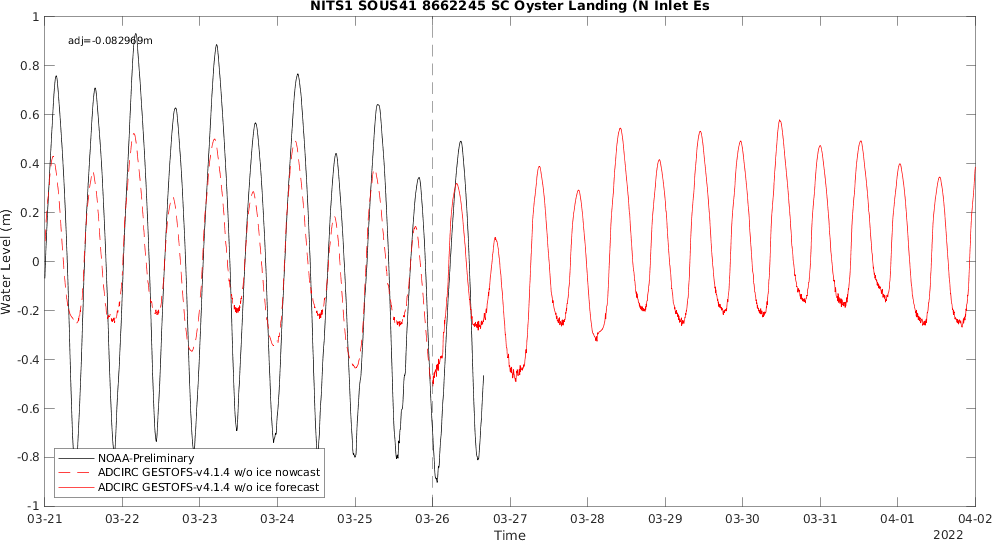 NITS1 SOUS41 8662245 SC Oyster Landing (N Inlet Es
adj=-0.082969m
Water Level (m)
1
0.8
0.6
0.4
0.2
0
-0.2
-0.4
-0.6
-0.8
-1
NOAA-Preliminary
ADCIRC GESTOFS-v4.1.4 w/o ice nowcast
ADCIRC GESTOFS-v4.1.4 w/o ice forecast
03-21 03-22 03-23 03-24 03-25 03-26 03-27 03-28 03-29 03-30 03-31 04-01 04-02
Time
2022